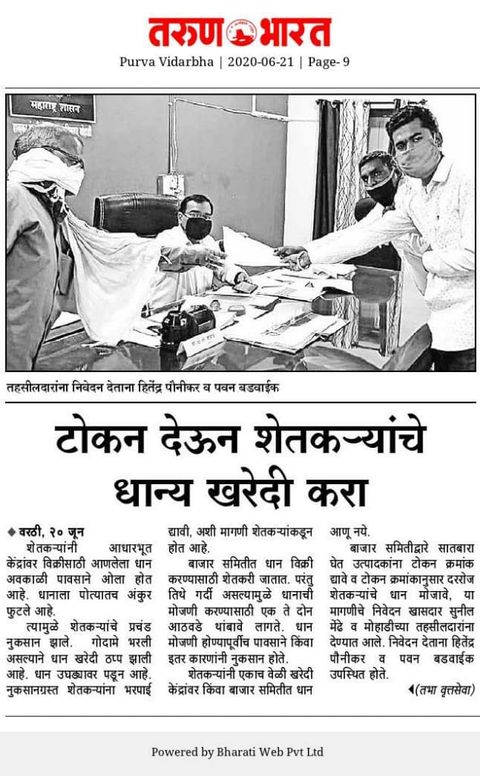 तरुण भारत
Purva Vidarbha | 2020-06-21 | Page- 9
महाराष्ट्र शासन
तहसीलदारांना निवेदन देताना हितेंद्र पौनीकर व पवन बडवाईक
टोकन देऊन शेतकऱ्यांचे
धान्य खरेदी करा
◆ वरठी, २० जून
शेतकऱ्यांनी आधारभूत
केंद्रांवर विक्रीसाठी आणलेला धान
अवकाळी पावसाने ओला होत
आहे. धानाला पोत्यातच अंकुर
फुटले आहे.
त्यामुळे शेतकऱ्यांचे प्रचंड
नुकसान झाले. गोदामे भरली
असल्याने धान खरेदी ठप्प झाली
आहे. धान उघड्यावर पडून आहे.
नुकसानग्रस्त शेतकऱ्यांना भरपाई
द्यावी, अशी मागणी शेतकऱ्यांकडून
होत आहे.
बाजार समितीत धान विक्री
करण्यासाठी शेतकरी जातात. परंतु
तिथे गर्दी असल्यामुळे धानाची
मोजणी करण्यासाठी एक ते दोन
आठवडे थांबावे लागते. धान
मोजणी होण्यापूर्वीच पावसाने किंवा
इतर कारणांनी नुकसान होते.
शेतकऱ्यांनी एकाच वेळी खरेदी
केंद्रांवर किंवा बाजार समितीत धान
आणू नये.
बाजार समितीद्वारे सातबारा
घेत उत्पादकांना टोकन क्रमांक
द्यावे व टोकन क्रमांकानुसार दररोज
शेतकऱ्यांचे धान मोजावे, या
मागणीचे निवेदन खासदार सुनील
मेंढे व मोहाडीच्या तहसीलदारांना
देण्यात आले. निवेदन देताना हितेंद्र
पौनीकर व पवन बडवाईक
उपस्थित होते.
◀(तभा वृत्तसेवा)
Powered by Bharati Web Pvt Ltd